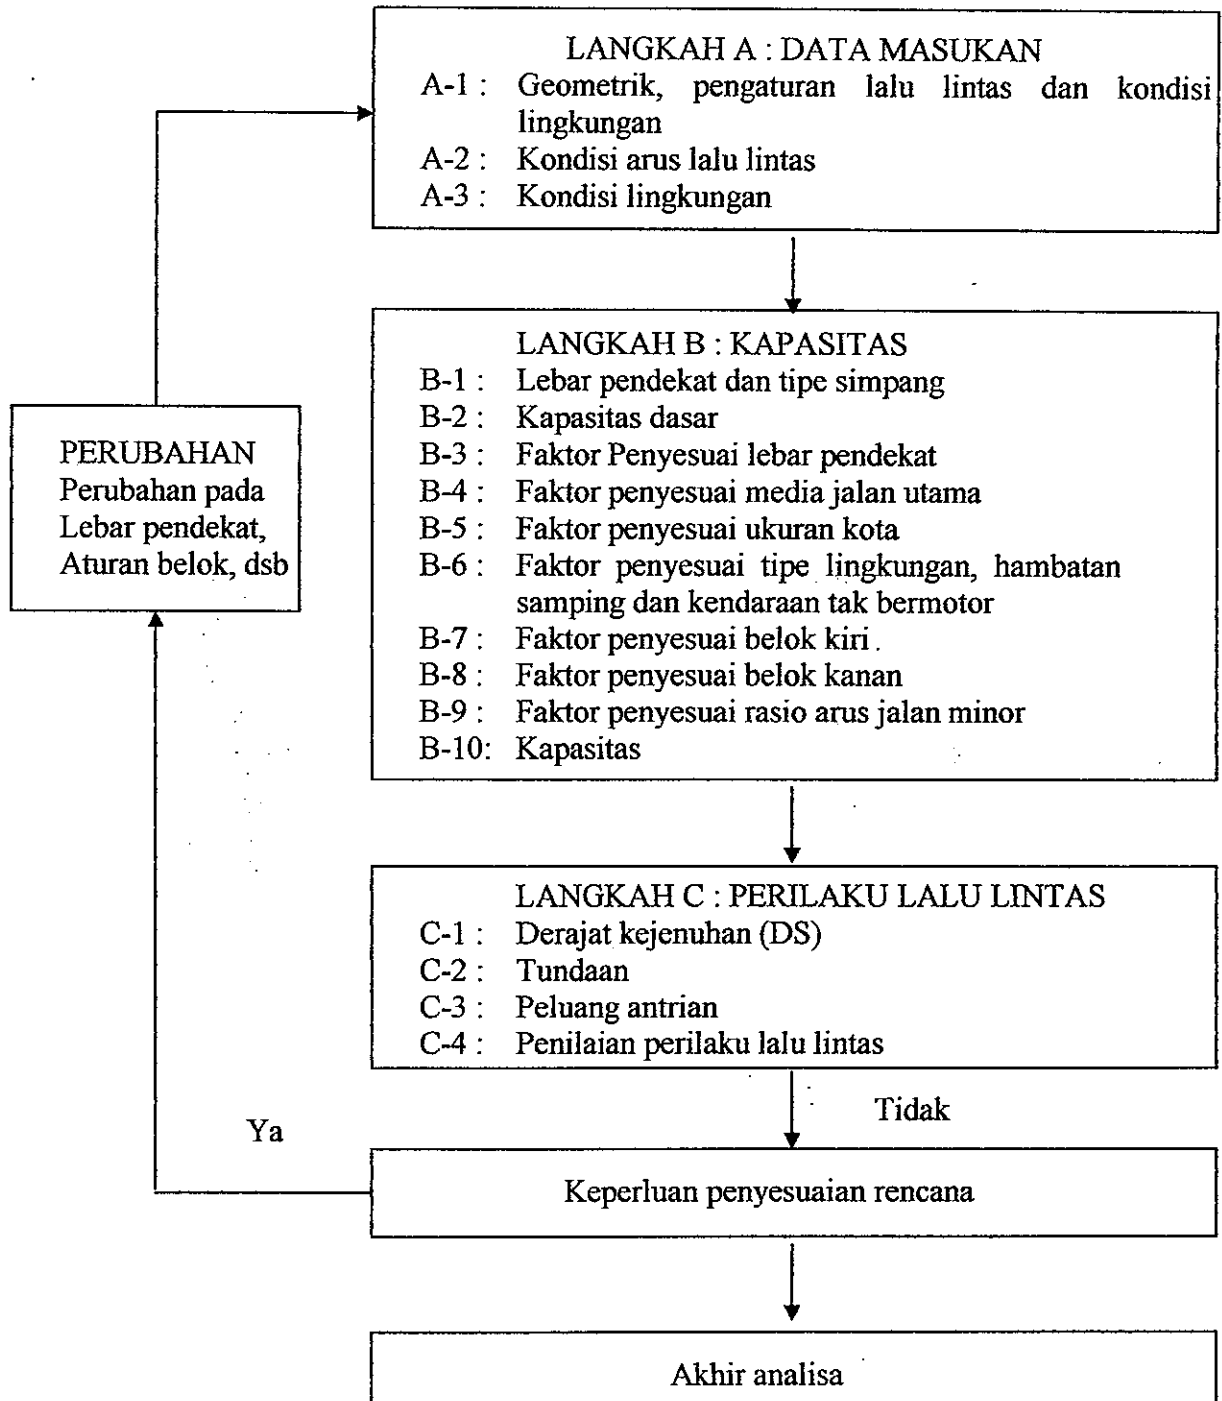 LANGKAH A : DATA MASUKAN
A-1 : Geometrik, pengaturan lalu lintas dan kondisi
lingkungan
A-2 : Kondisi arus lalu lintas
A-3 : Kondisi lingkungan
LANGKAH B : KAPASITAS
B-1 : Lebar pendekat dan tipe simpang
B-2 : Kapasitas dasar
B-3 : Faktor Penyesuai lebar pendekat
B-4 : Faktor penyesuai media jalan utama
B-5 : Faktor penyesuai ukuran kota
B-6 : Faktor penyesuai tipe lingkungan, hambatan
samping dan kendaraan tak bermotor
B-7 : Faktor penyesuai belok kiri.
B-8 : Faktor penyesuai belok kanan
B-9 : Faktor penyesuai rasio arus jalan minor
B-10: Kapasitas
PERUBAHAN
Perubahan pada
Lebar pendekat,
Aturan belok, dsb
LANGKAH C : PERILAKU LALU LINTAS
C-1 : Derajat kejenuhan (DS)
C-2 : Tundaan
C-3 : Peluang antrian
C-4 : Penilaian perilaku lalu lintas
Tidak
Ya
Keperluan penyesuaian rencana
Akhir analisa